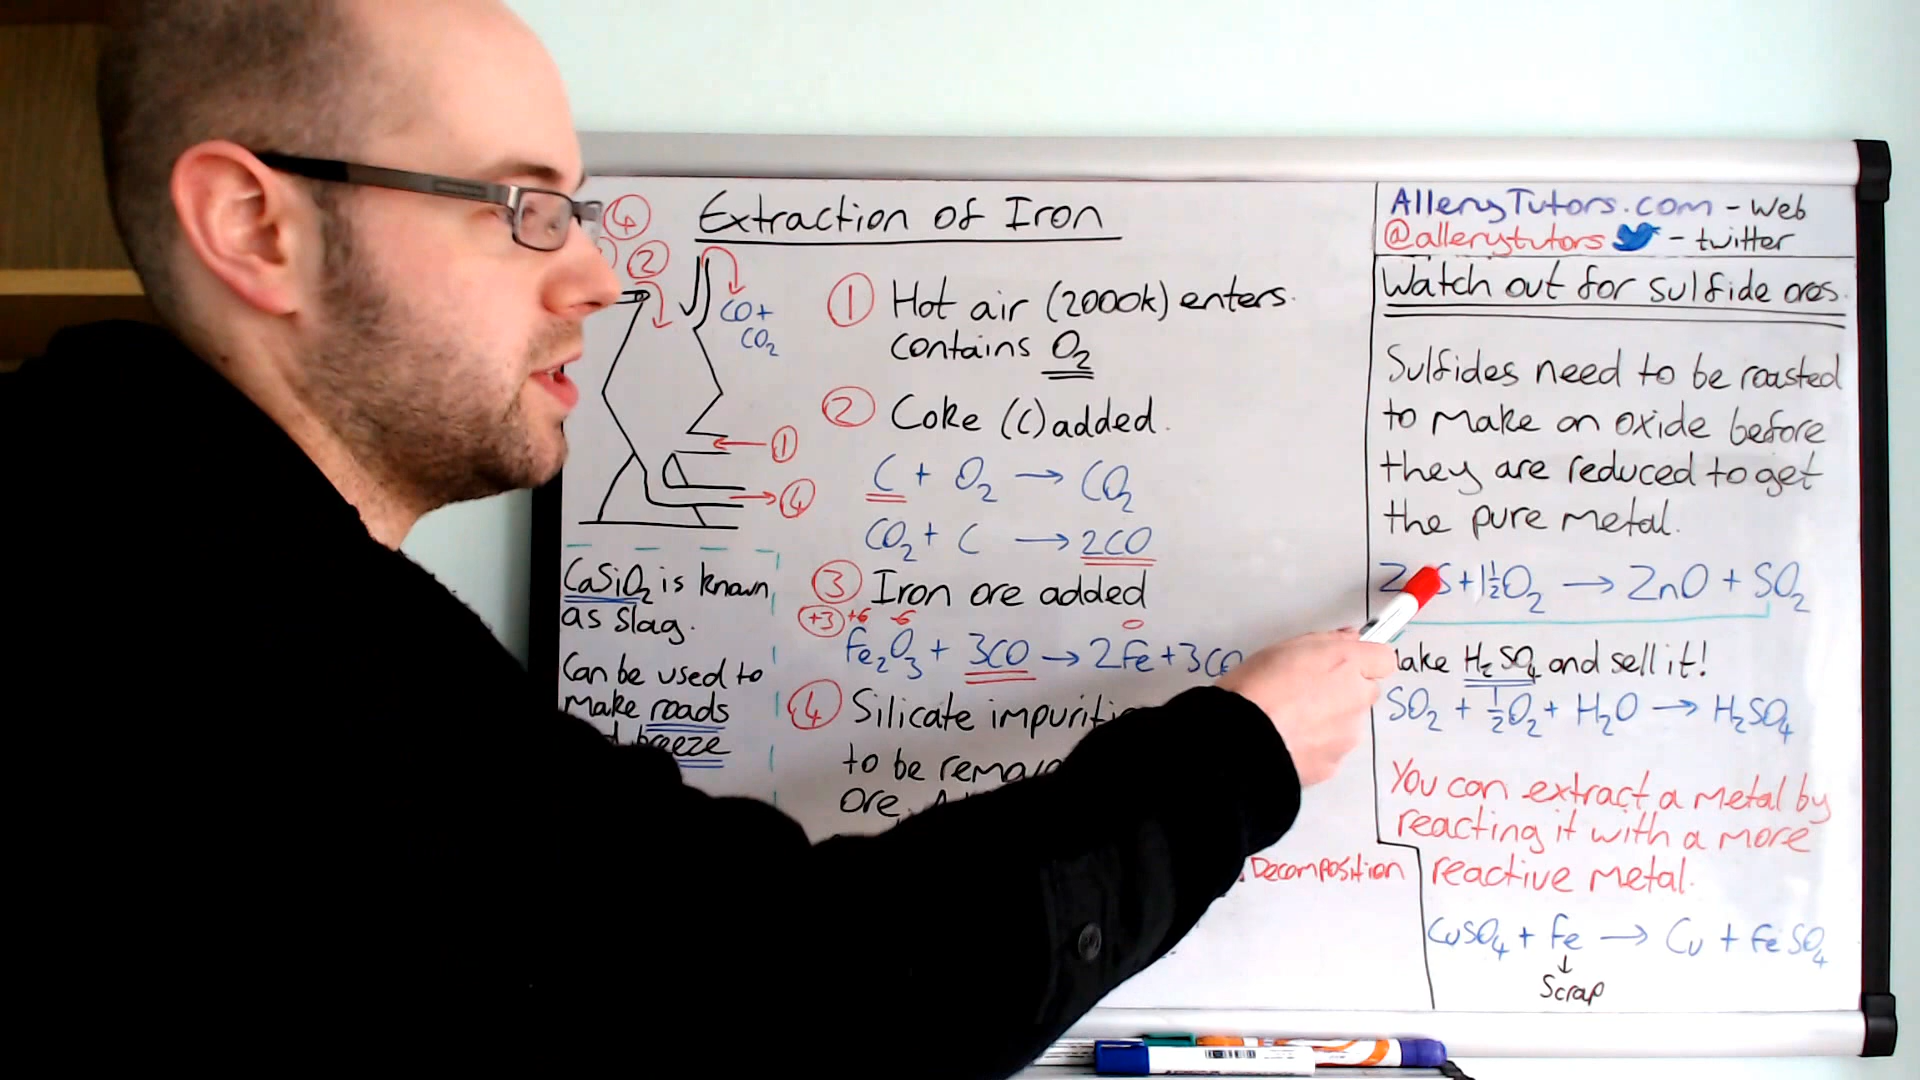 Extraction of Iron
④
②
CO+
CO₂
①
④
① Hot air (2000k) enters.
contains O₂
② Coke (C) added.
C + O₂ → CO₂
CO₂ + C → 2CO
③ Iron ore added
+3 +6 -6 0
Fe₂O₃ + 3CO → 2Fe+3CO
④ Silicate
to be
ore.
Decomposition
CaSiO₂ is known
as slag.
Can be used to
make roads
breeze
AlleryTutors.com - web
@allerytutors - twitter
Watch out for sulfide ores.
Sulfides need to be roasted
to make an oxide before
they are reduced to get
the pure metal.
S + 1½O₂ → ZnO + SO₂
H₂SO₄ and sell it!
SO₂ + ½O₂ + H₂O → H₂SO₄
You can extract a metal by
reacting it with a more
reactive metal.
CuSO₄ + Fe → Cu + FeSO₄
↓
Scrap